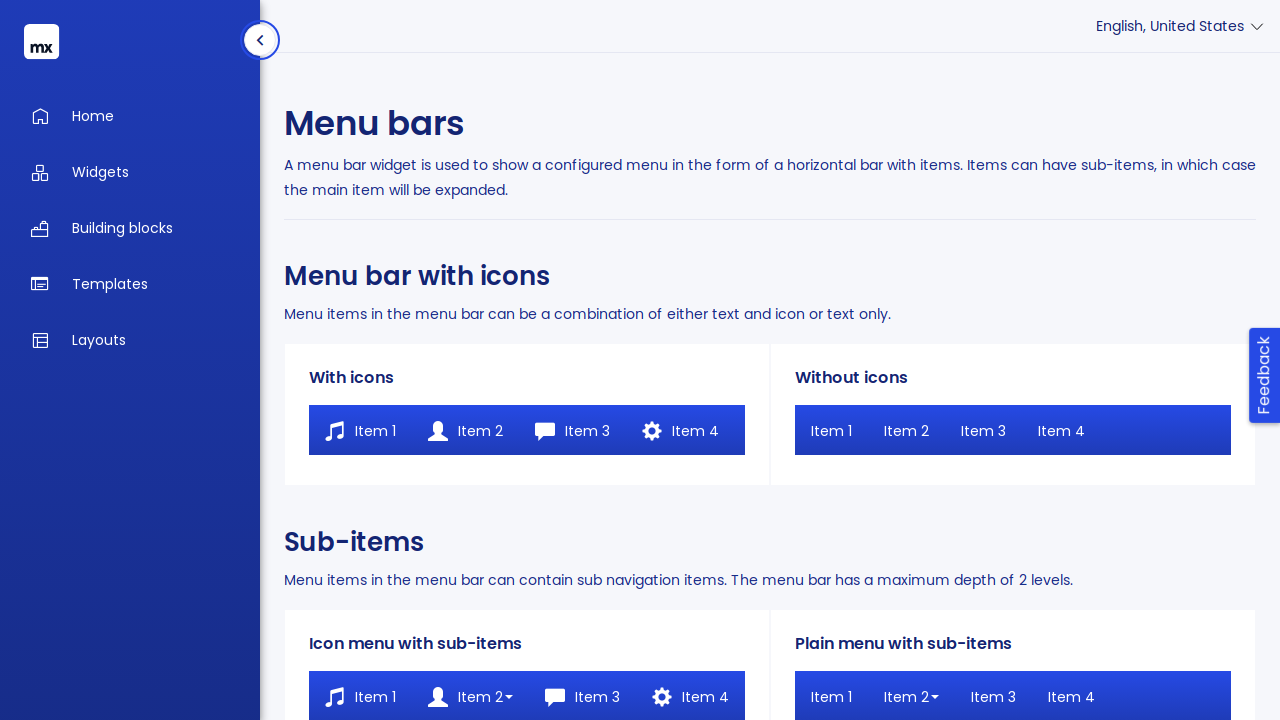 mx
English, United States
Home
Widgets
Building blocks
Templates
Layouts
Menu bars
A menu bar widget is used to show a configured menu in the form of a horizontal bar with items. Items can have sub-items, in which case
the main item will be expanded.
Menu bar with icons
Menu items in the menu bar can be a combination of either text and icon or text only.
With icons
Item 1 Item 2 Item 3 Item 4
Without icons
Item 1 Item 2 Item 3 Item 4
Feedback
Sub-items
Menu items in the menu bar can contain sub navigation items. The menu bar has a maximum depth of 2 levels.
Icon menu with sub-items
Item 1 Item 2 Item 3 Item 4
Plain menu with sub-items
Item 1 Item 2 Item 3 Item 4